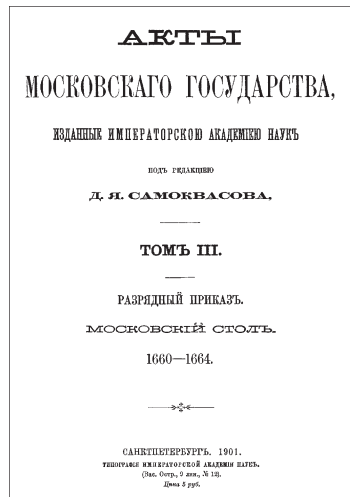 АКТЫ
МОСКОВСКАГО ГОСУДАРСТВА,
ИЗДАННЫЕ ИМПЕРАТОРСКОЮ АКАДЕМІЕЮ НАУКЪ
ПОДЪ РЕДАКЦІЕЮ
Д. Я. САМОКВАСОВА,
ТОМЪ III.
РАЗРЯДНЫЙ ПРИКАЗЪ.
МОСКОВСКІЙ СТОЛЪ.
1660—1664.
САНКТПЕТЕРБУРГЪ. 1901.
ТИПОГРАФІЯ ИМПЕРАТОРСКОЙ АКАДЕМІИ НАУКЪ.
(Вас. Остр., 9 лин., № 12).
Цѣна 3 руб.